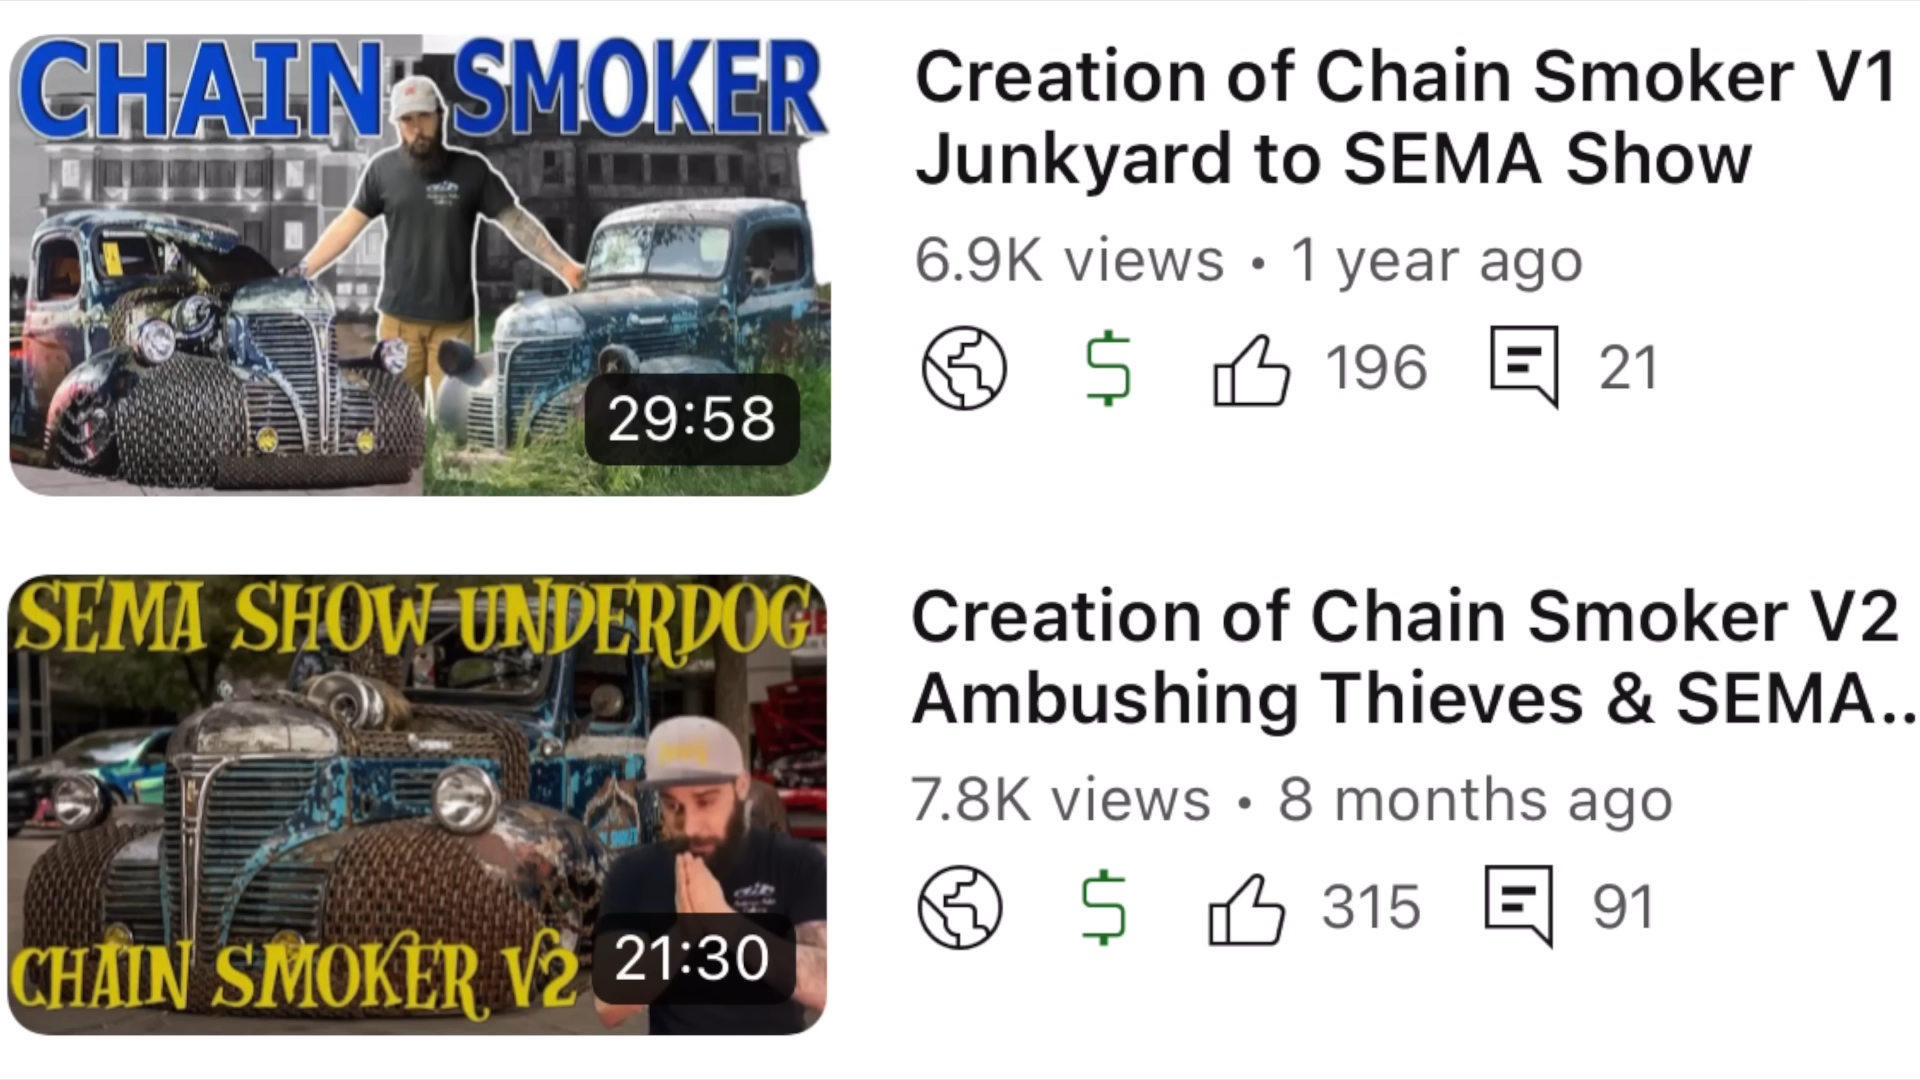 CHAIN SMOKER
29:58
Creation of Chain Smoker V1
Junkyard to SEMA Show
6.9K views • 1 year ago
196
21
SEMA SHOW UNDERDOG
CHAIN SMOKER V2
21:30
Creation of Chain Smoker V2
Ambushing Thieves & SEMA..
7.8K views • 8 months ago
315
91